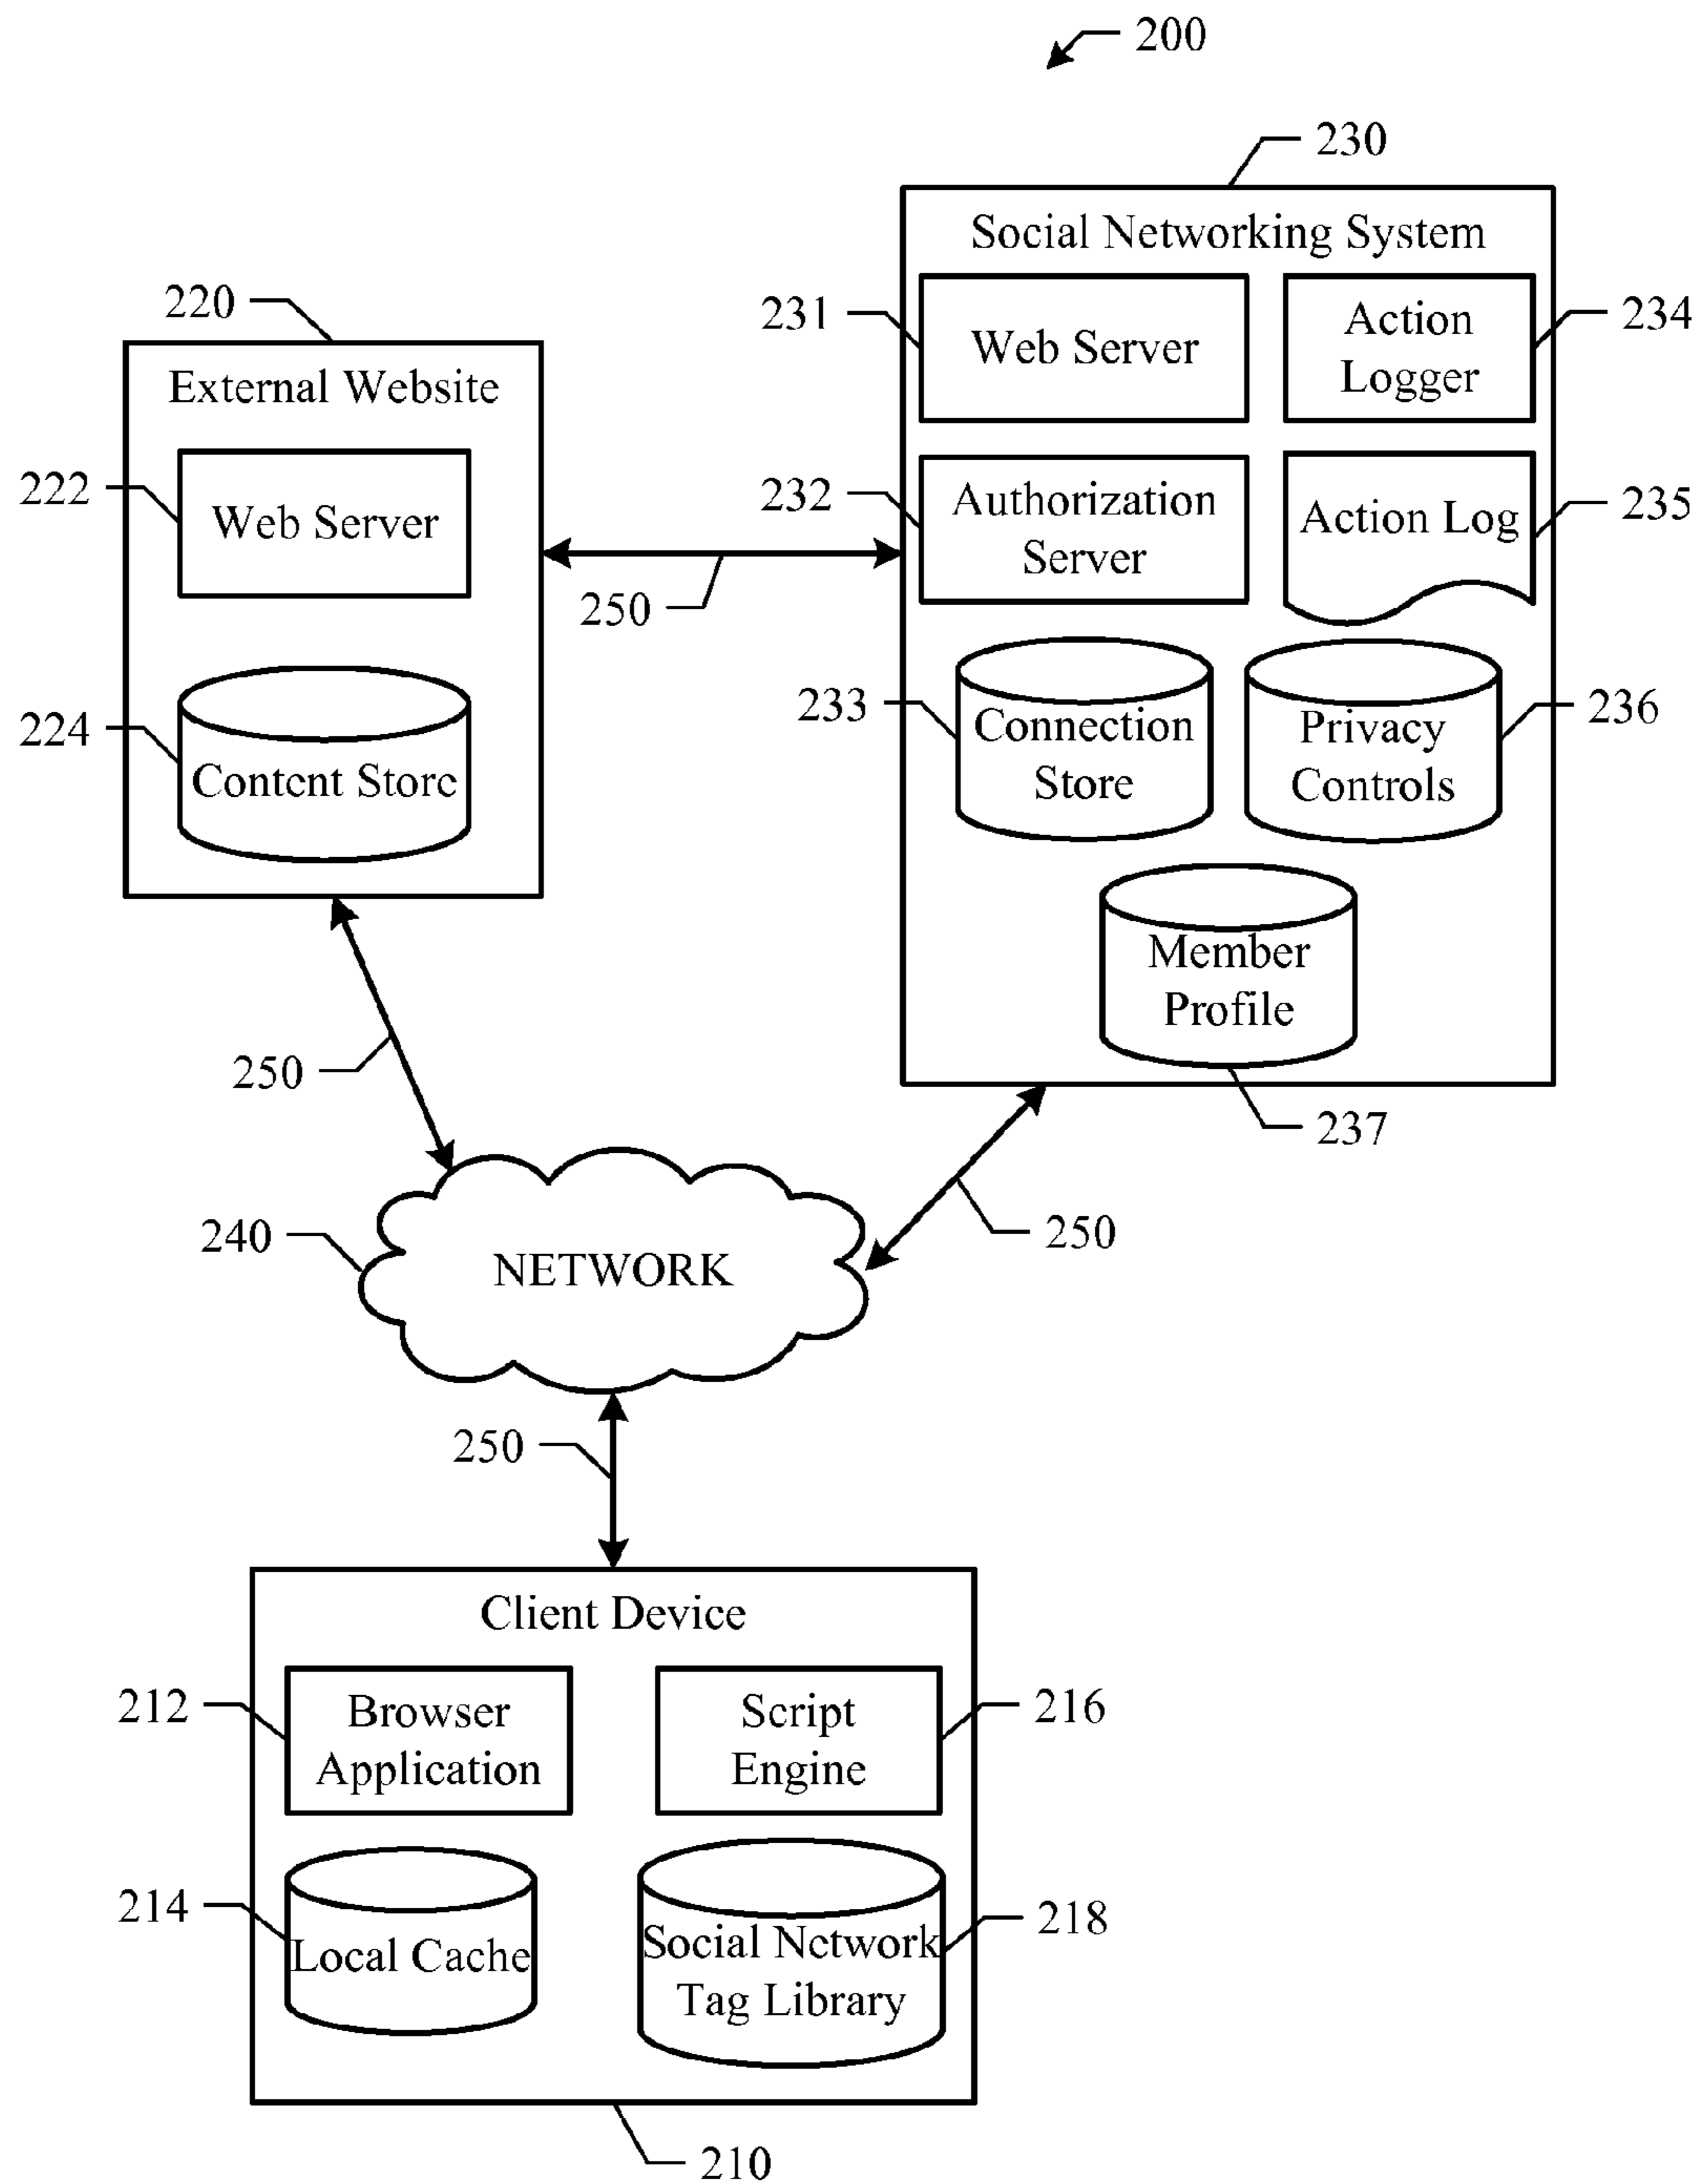 200
230
Social Networking System
231
Web Server
Action
Logger
234
220
External Website
222
Web Server
232
Authorization
Server
Action Log
235
250
224
Content Store
233
Connection
Store
Privacy
Controls
236
Member
Profile
237
250
250
240
NETWORK
250
Client Device
212
Browser
Application
Script
Engine
216
214
Local Cache
Social Network
Tag Library
218
210